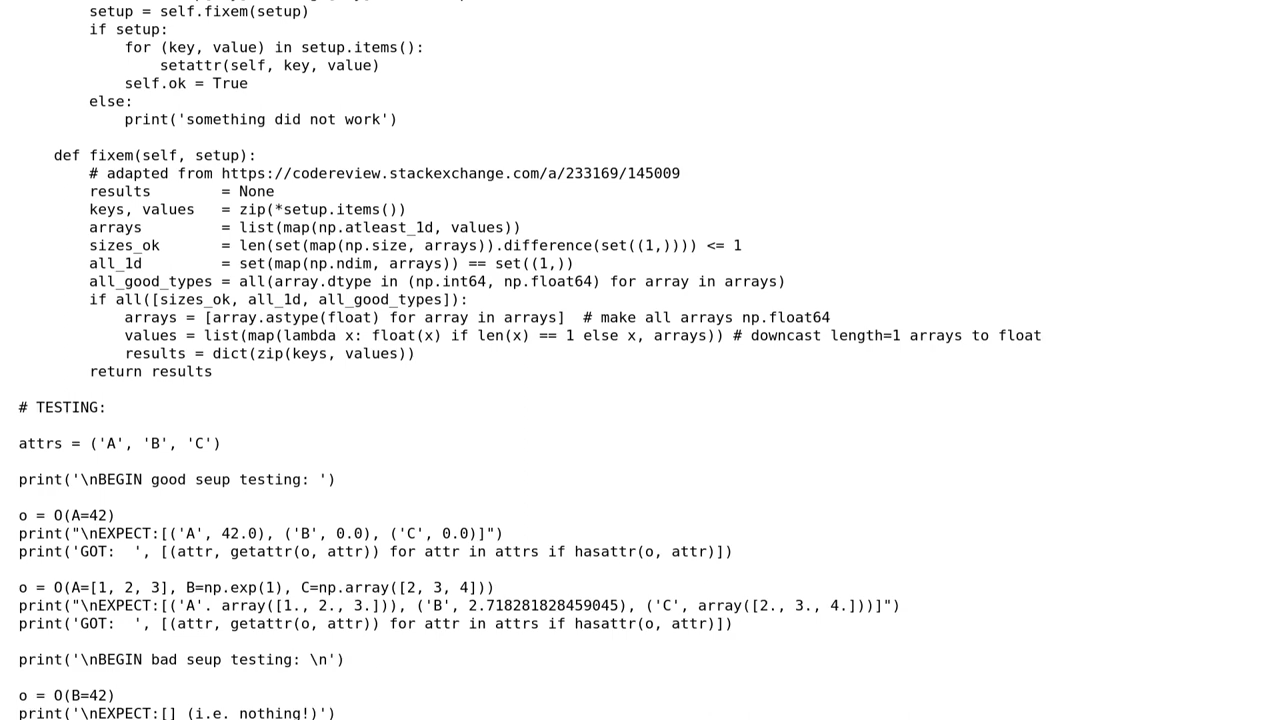 setup = self.fixem(setup)
        if setup:
            for (key, value) in setup.items():
                setattr(self, key, value)
            self.ok = True
        else:
            print('something did not work')

    def fixem(self, setup):
        # adapted from https://codereview.stackexchange.com/a/233169/145009
        results        = None
        keys, values   = zip(*setup.items())
        arrays         = list(map(np.atleast_1d, values))
        sizes_ok       = len(set(map(np.size, arrays)).difference(set((1,)))) <= 1
        all_1d         = set(map(np.ndim, arrays)) == set((1,))
        all_good_types = all(array.dtype in (np.int64, np.float64) for array in arrays)
        if all([sizes_ok, all_1d, all_good_types]):
            arrays = [array.astype(float) for array in arrays]  # make all arrays np.float64
            values = list(map(lambda x: float(x) if len(x) == 1 else x, arrays)) # downcast length=1 arrays to float
            results = dict(zip(keys, values))
        return results

# TESTING:

attrs = ('A', 'B', 'C')

print('\nBEGIN good seup testing: ')

o = O(A=42)
print("\nEXPECT:[('A', 42.0), ('B', 0.0), ('C', 0.0)]")
print('GOT:  ', [(attr, getattr(o, attr)) for attr in attrs if hasattr(o, attr)])

o = O(A=[1, 2, 3], B=np.exp(1), C=np.array([2, 3, 4]))
print("\nEXPECT:[('A'. array([1., 2., 3.])), ('B', 2.718281828459045), ('C', array([2., 3., 4.]))]")
print('GOT:  ', [(attr, getattr(o, attr)) for attr in attrs if hasattr(o, attr)])

print('\nBEGIN bad seup testing: \n')

o = O(B=42)
print('\nEXPECT:[] (i.e. nothing!)')